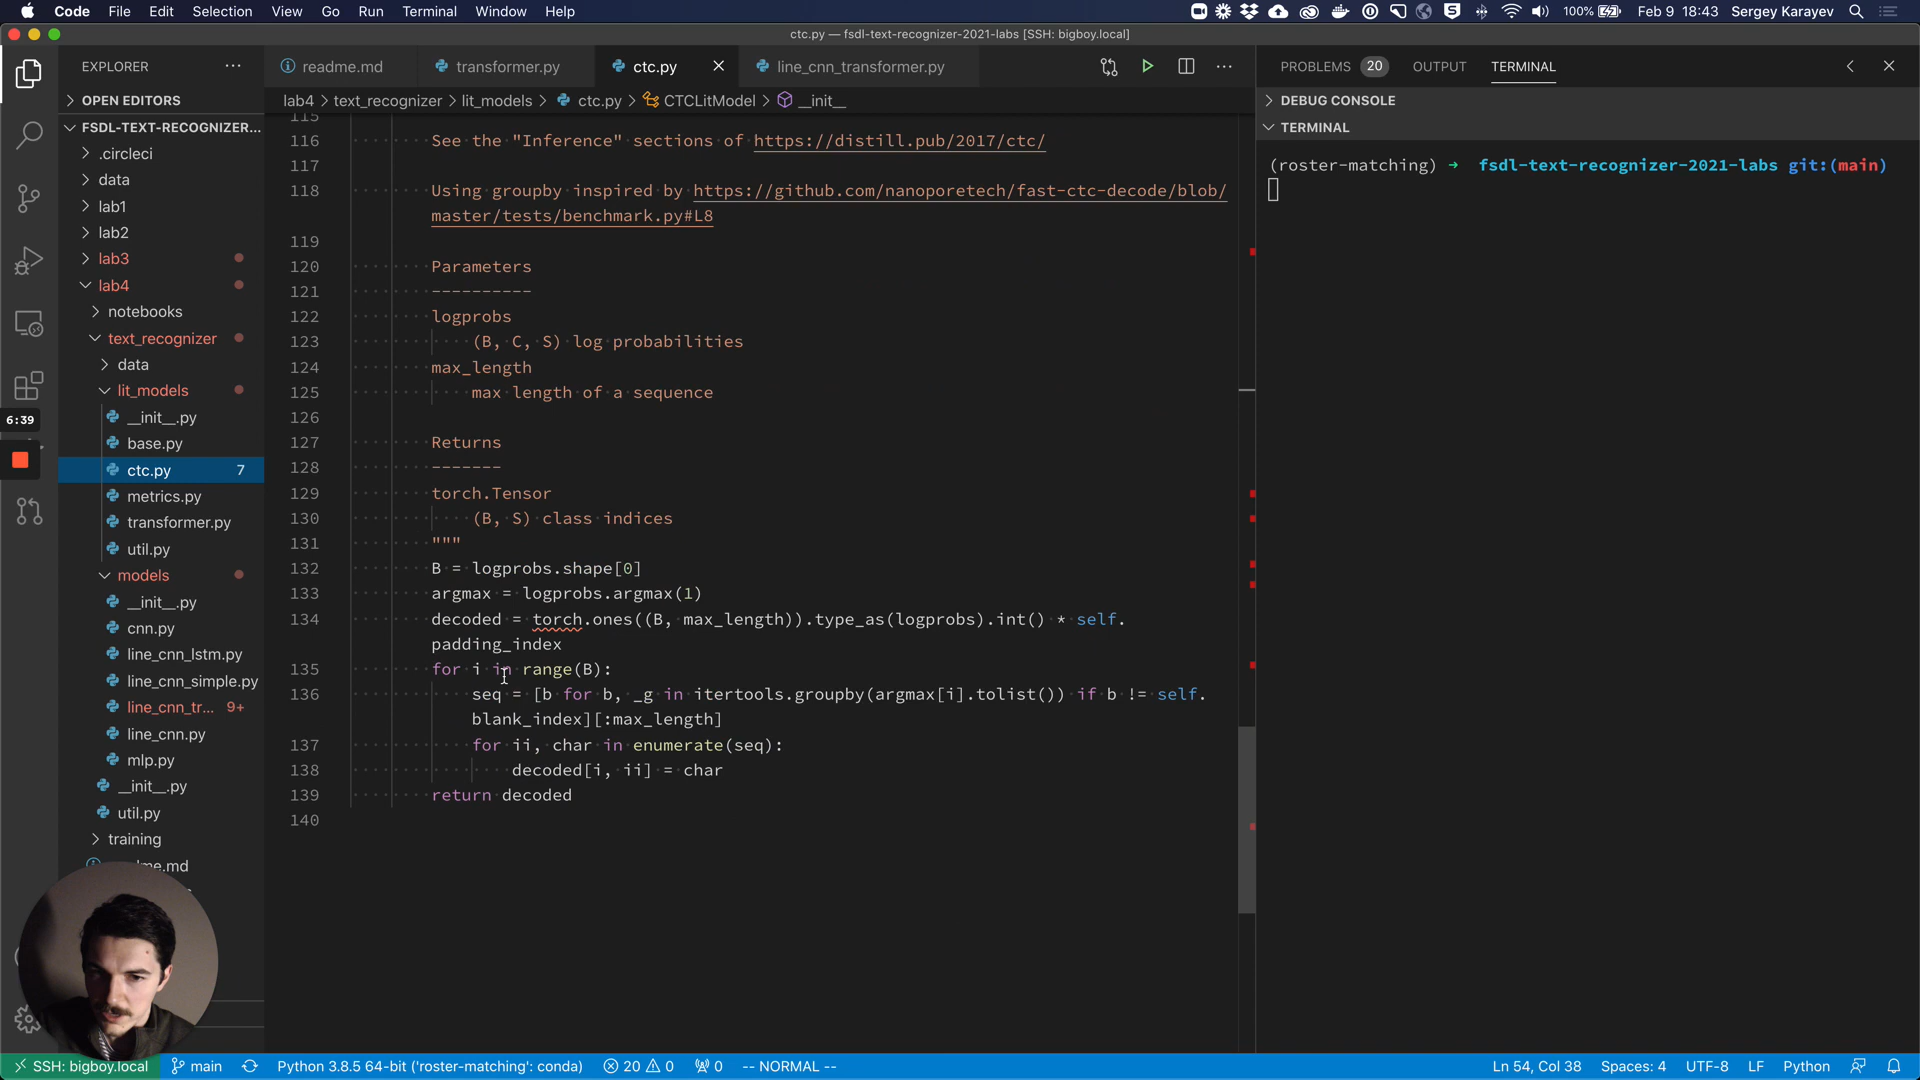 Code File Edit Selection View Go Run Terminal Window Help 100% Feb 9 18:43 Sergey Karayev
ctc.py — fsdl-text-recognizer-2021-labs [SSH: bigboy.local]
EXPLORER readme.md transformer.py ctc.py line_cnn_transformer.py PROBLEMS 20 OUTPUT TERMINAL
lab4 > text_recognizer > lit_models > ctc.py > CTCLitModel > __init__
OPEN EDITORS
FSDL-TEXT-RECOGNIZER...
.circleci
data
lab1
lab2
lab3
lab4
notebooks
text_recognizer
data
lit_models
__init__.py
base.py
ctc.py 7
metrics.py
transformer.py
util.py
models
__init__.py
cnn.py
line_cnn_lstm.py
line_cnn_simple.py
line_cnn_tr... 9+
line_cnn.py
mlp.py
__init__.py
util.py
training
6:39
115
116 See the "Inference" sections of https://distill.pub/2017/ctc/
117
118 Using groupby inspired by https://github.com/nanoporetech/fast-ctc-decode/blob/
master/tests/benchmark.py#L8
119
120 Parameters
121 ----------
122 logprobs
123 (B, C, S) log probabilities
124 max_length
125 max length of a sequence
126
127 Returns
128 -------
129 torch.Tensor
130 (B, S) class indices
131 """
132 B = logprobs.shape[0]
133 argmax = logprobs.argmax(1)
134 decoded = torch.ones((B, max_length)).type_as(logprobs).int() * self.
padding_index
135 for i in range(B):
136 seq = [b for b, _g in itertools.groupby(argmax[i].tolist()) if b != self.
blank_index][:max_length]
137 for ii, char in enumerate(seq):
138 decoded[i, ii] = char
139 return decoded
140
DEBUG CONSOLE
TERMINAL
(roster-matching) → fsdl-text-recognizer-2021-labs git:(main)
SSH: bigboy.local main Python 3.8.5 64-bit ('roster-matching': conda) 20 0 0 -- NORMAL -- Ln 54, Col 38 Spaces: 4 UTF-8 LF Python